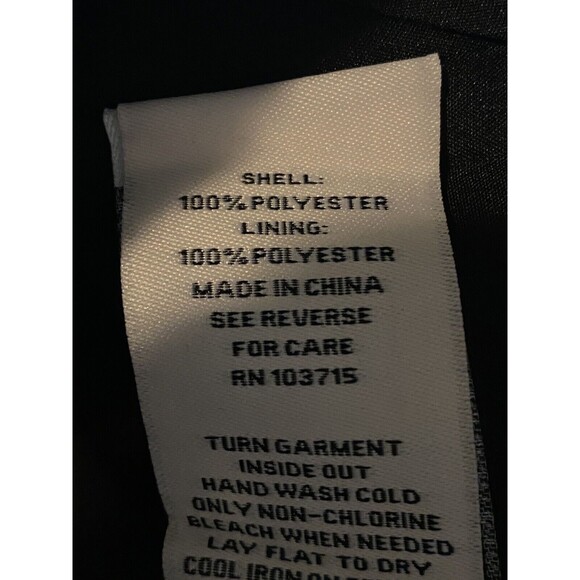 SHELL:
100% POLYESTER
LINING:
100% POLYESTER
MADE IN CHINA
SEE REVERSE
FOR CARE
RN 103715
TURN GARMENT
INSIDE OUT
HAND WASH COLD
ONLY NON-CHLORINE
BLEACH WHEN NEEDED
LAY FLAT TO DRY
COOL IRON ON